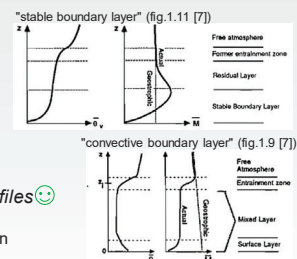 "stable boundary layer" (fig.1.11 [7])
z
Actual
Geostrophic
θv
M
Free atmosphere
Former entrainment zone
Residual Layer
Stable Boundary Layer
"convective boundary layer" (fig.1.9 [7])
files
n
z
zi
0
Actual
Geostrophic
Free
Atmosphere
Entrainment zone
Mixed Layer
Surface Layer